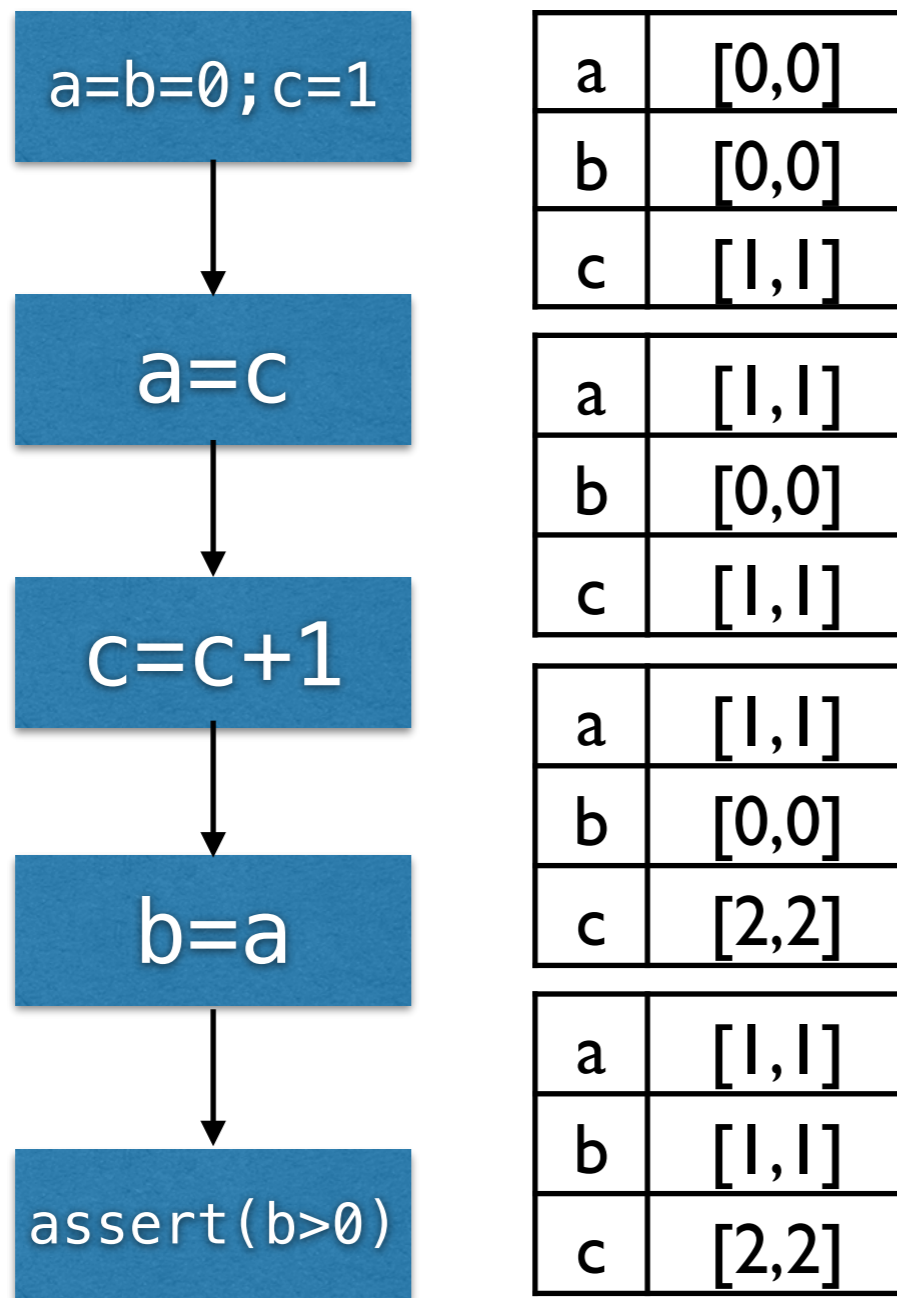 a=b=0;c=1
a [0,0]
b [0,0]
c [1,1]
a=c
a [1,1]
b [0,0]
c [1,1]
c=c+1
a [1,1]
b [0,0]
c [2,2]
b=a
a [1,1]
b [1,1]
c [2,2]
assert(b>0)